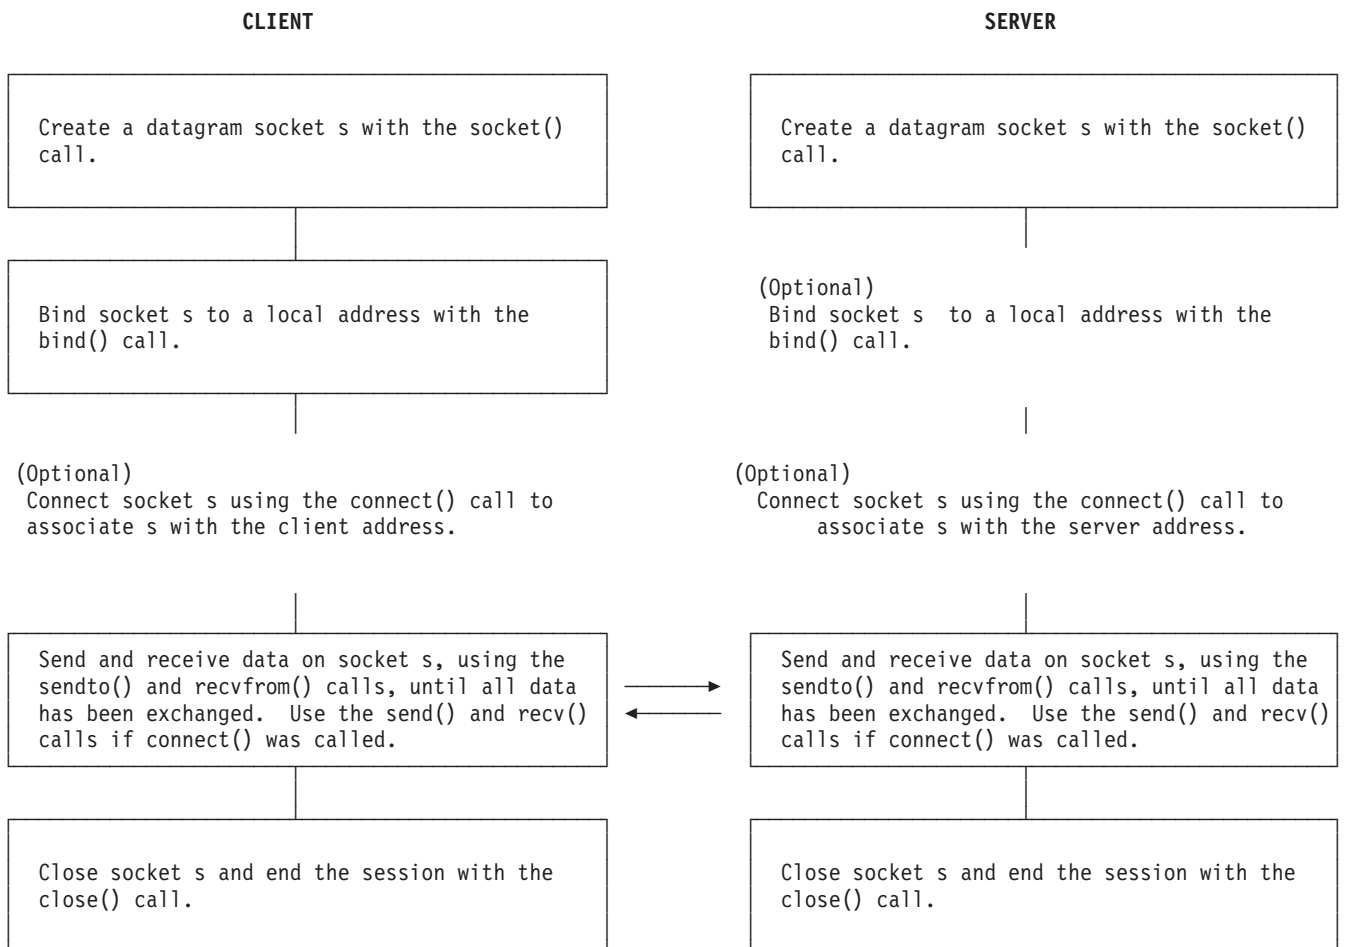 CLIENT
Create a datagram socket s with the socket()
call.
Bind socket s to a local address with the
bind() call.
(Optional)
Connect socket s using the connect() call to
associate s with the client address.
Send and receive data on socket s, using the
sendto() and recvfrom() calls, until all data
has been exchanged. Use the send() and recv()
calls if connect() was called.
Close socket s and end the session with the
close() call.
SERVER
Create a datagram socket s with the socket()
call.
(Optional)
Bind socket s to a local address with the
bind() call.
(Optional)
Connect socket s using the connect() call to
associate s with the server address.
Send and receive data on socket s, using the
sendto() and recvfrom() calls, until all data
has been exchanged. Use the send() and recv()
calls if connect() was called.
Close socket s and end the session with the
close() call.